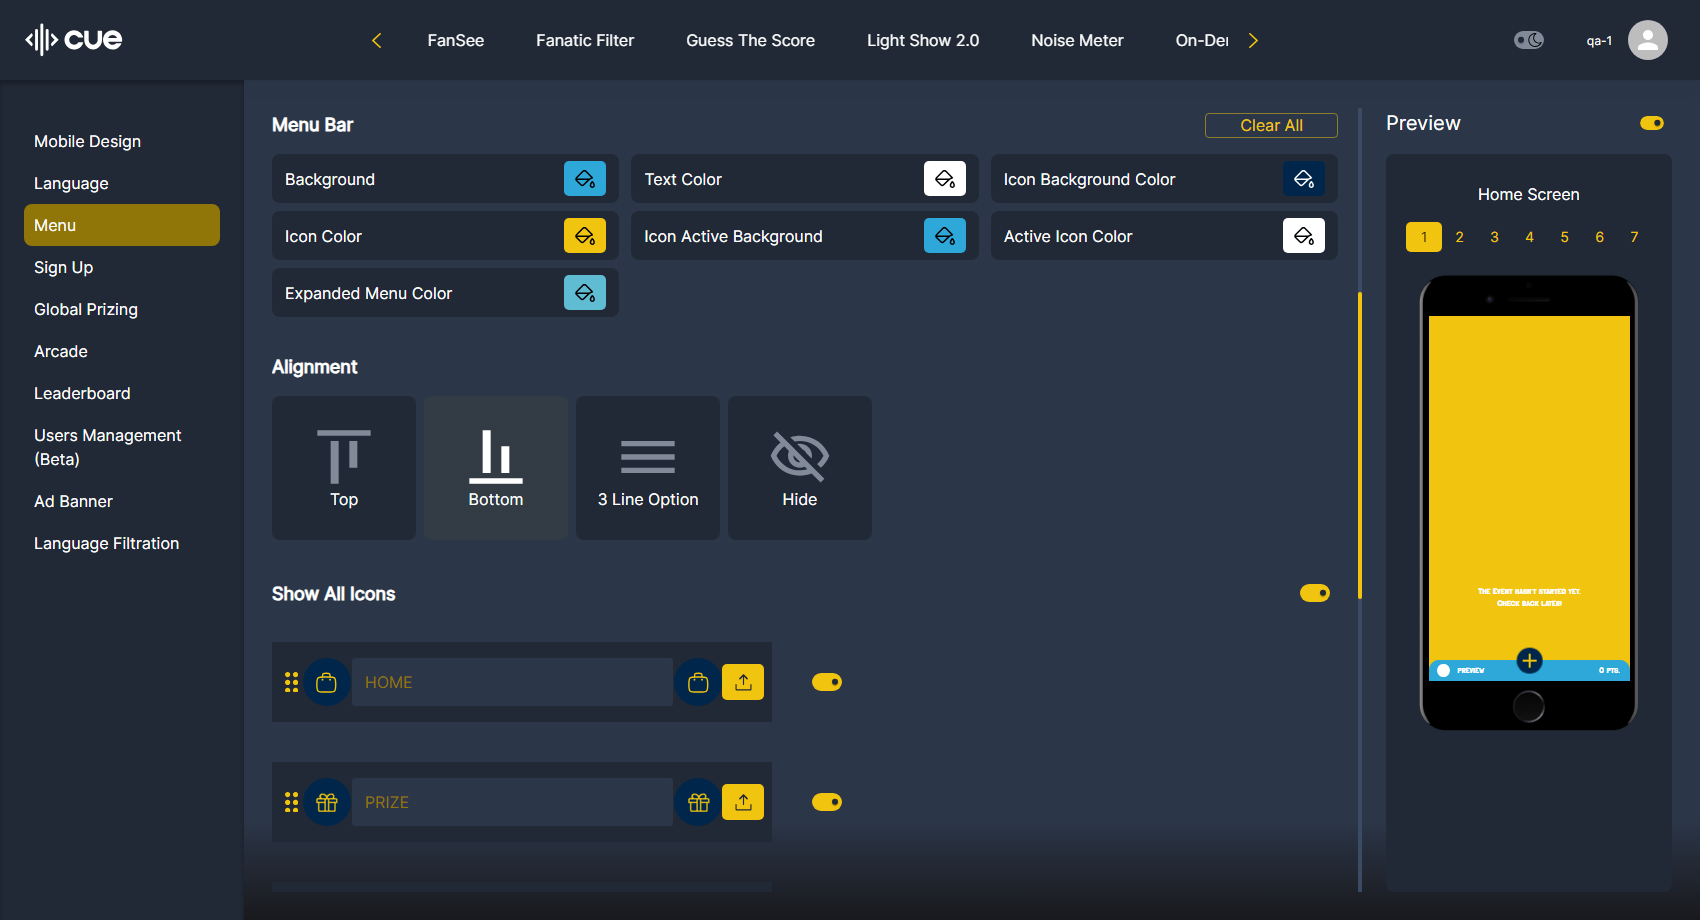 cue
FanSee
Fanatic Filter
Guess The Score
Light Show 2.0
Noise Meter
On-Der
qa-1
Mobile Design
Language
Menu
Sign Up
Global Prizing
Arcade
Leaderboard
Users Management
(Beta)
Ad Banner
Language Filtration
Menu Bar
Clear All
Background
Text Color
Icon Background Color
Icon Color
Icon Active Background
Active Icon Color
Expanded Menu Color
Alignment
Top
Bottom
3 Line Option
Hide
Show All Icons
HOME
PRIZE
Preview
Home Screen
1 2 3 4 5 6 7
The Event hasn't started yet.
Check back later!
PREVIEW
0 PTS.